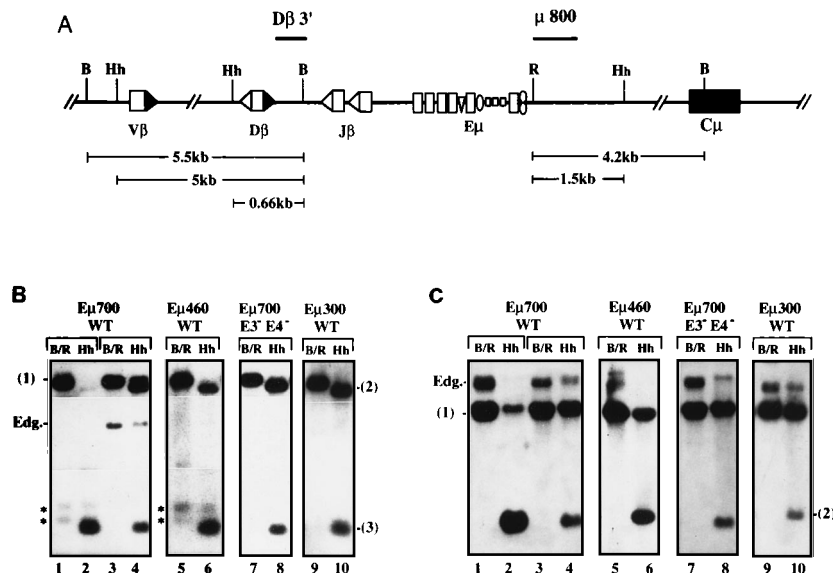 A
Dβ 3'
μ 800
B Hh Hh B R Hh B
Vβ Dβ Jβ Eμ Cμ
5.5kb
4.2kb
5kb
1.5kb
0.66kb
B
Eμ700 WT
Eμ460 WT
Eμ700 E3⁻ E4⁻
Eμ300 WT
B/R Hh B/R Hh B/R Hh B/R Hh B/R Hh
(1)
(2)
Edg.
*
*
*
*
(3)
1 2 3 4 5 6 7 8 9 10
C
Eμ700 WT
Eμ460 WT
Eμ700 E3⁻ E4⁻
Eμ300 WT
B/R Hh B/R Hh B/R Hh B/R Hh B/R Hh
Edg.
(1)
(2)
1 2 3 4 5 6 7 8 9 10